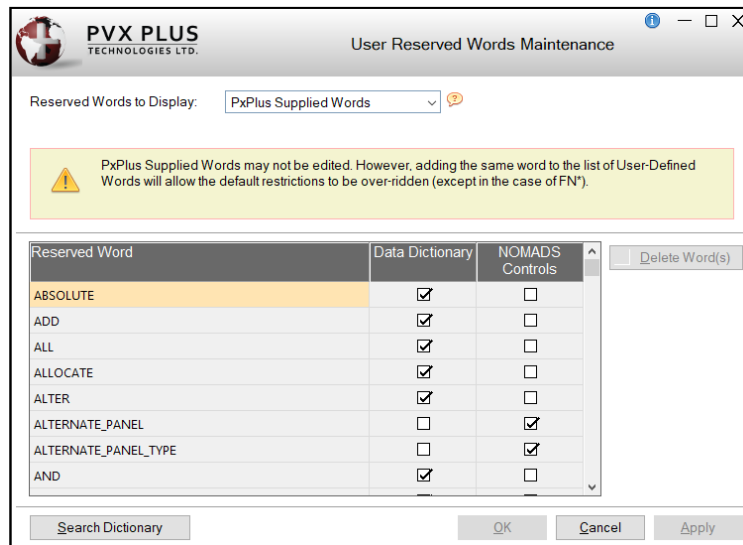 PVX PLUS
TECHNOLOGIES LTD.
User Reserved Words Maintenance
Reserved Words to Display:
PxPlus Supplied Words
PxPlus Supplied Words may not be edited. However, adding the same word to the list of User-Defined
Words will allow the default restrictions to be over-ridden (except in the case of FN*).
Reserved Word
Data Dictionary
NOMADS
Controls
Delete Word(s)
ABSOLUTE
ADD
ALL
ALLOCATE
ALTER
ALTERNATE_PANEL
ALTERNATE_PANEL_TYPE
AND
Search Dictionary
OK
Cancel
Apply